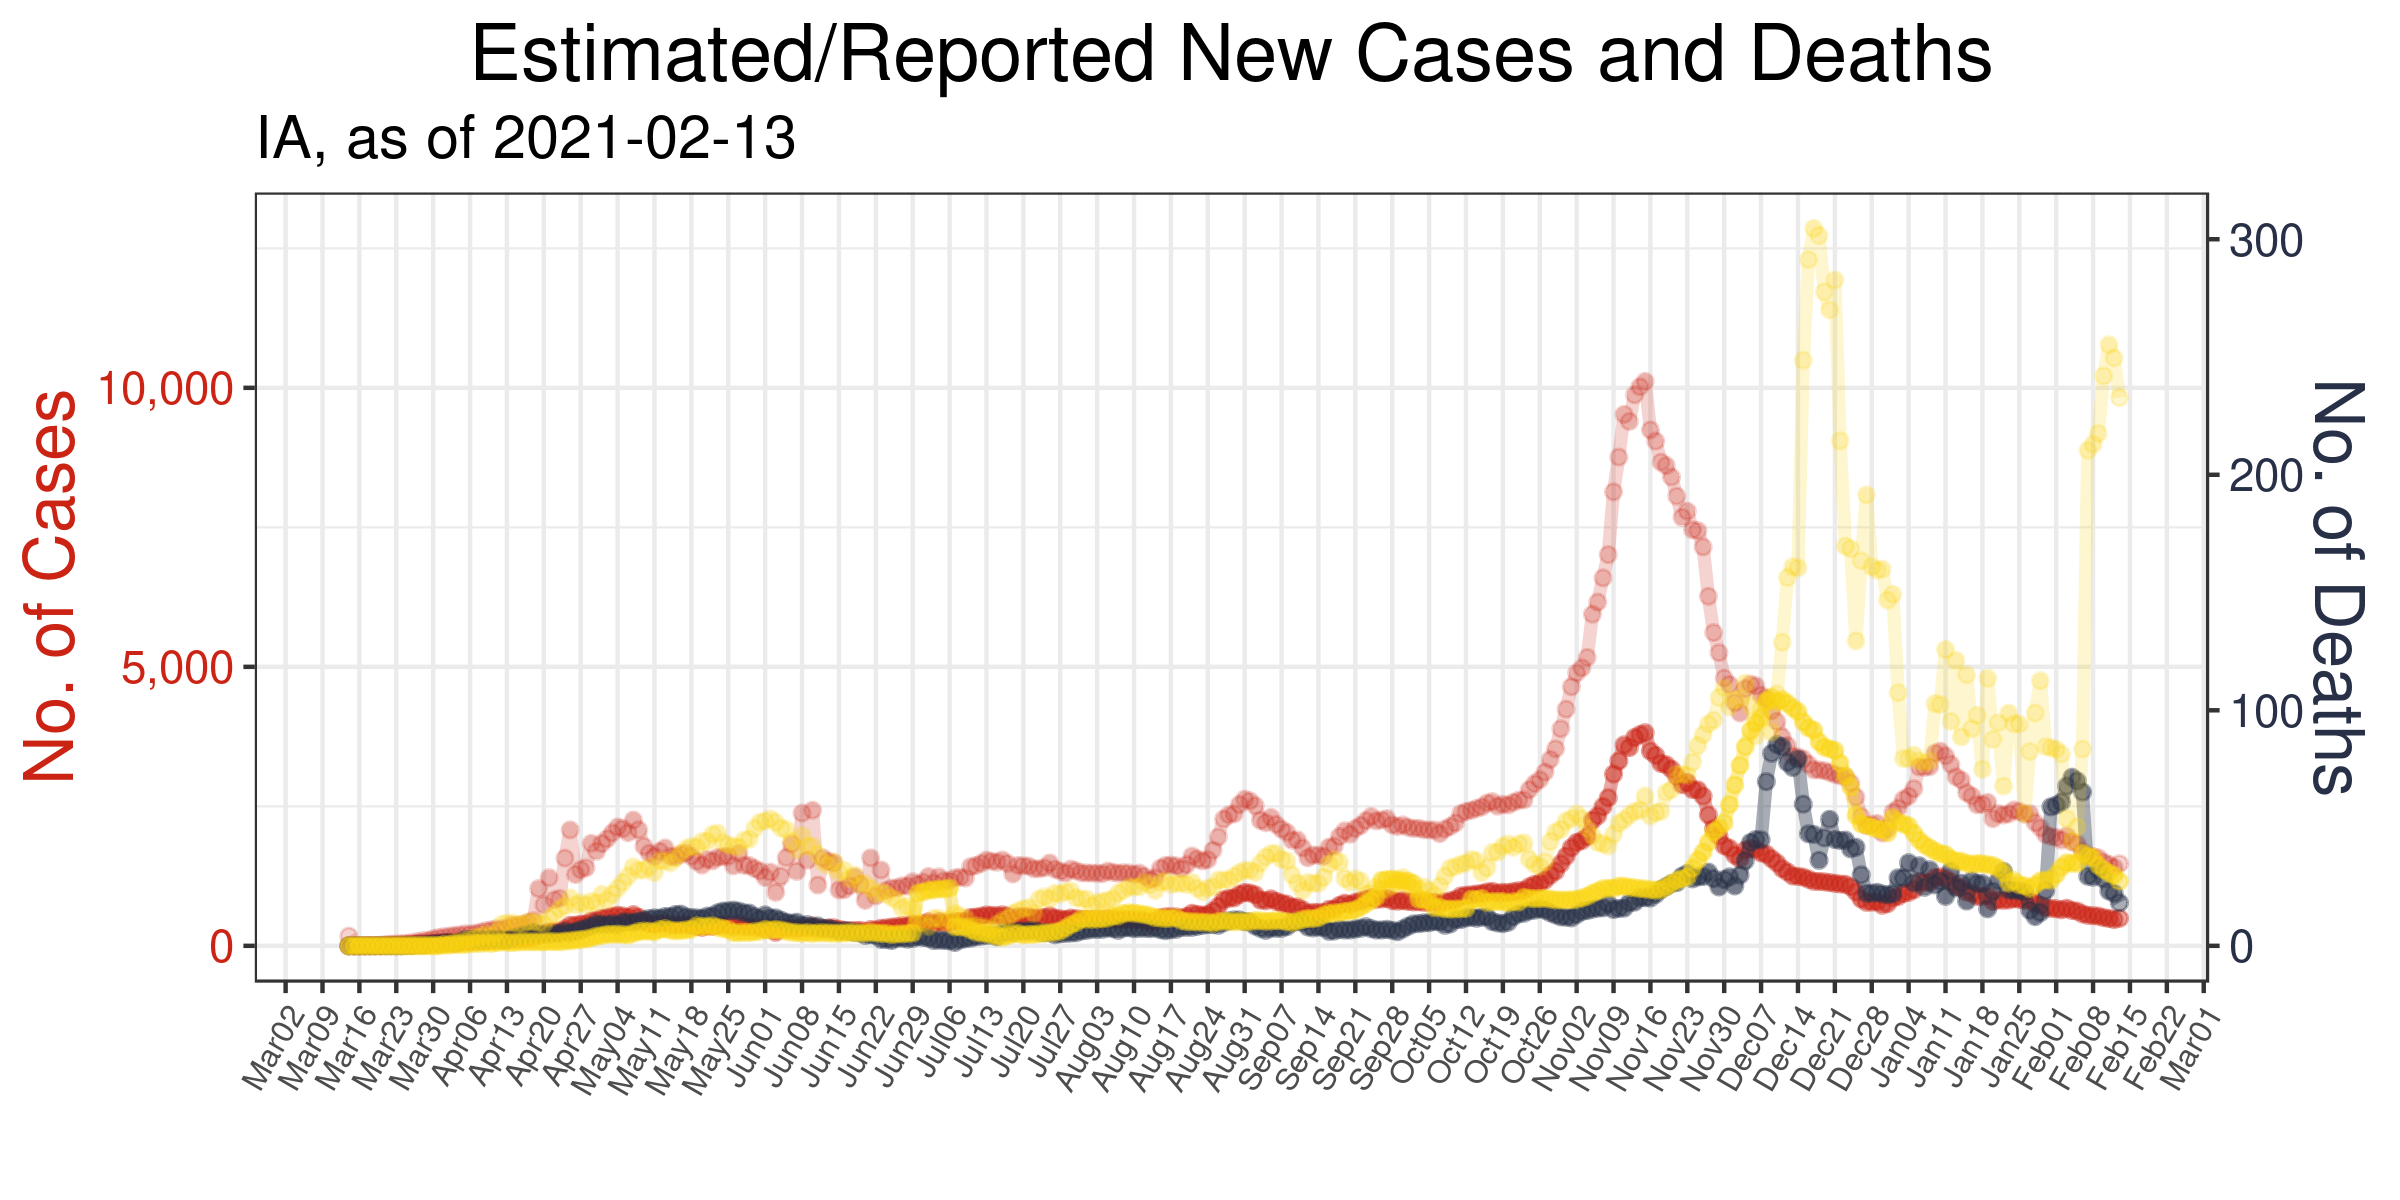 Estimated/Reported New Cases and Deaths
IA, as of 2021-02-13
No. of Cases
10,000
5,000
0
300
200
100
0
No. of Deaths
Mar02 Mar09 Mar16 Mar23 Mar30 Apr06 Apr13 Apr20 Apr27 May04 May11 May18 May25 Jun01 Jun08 Jun15 Jun22 Jun29 Jul06 Jul13 Jul20 Jul27 Aug03 Aug10 Aug17 Aug24 Aug31 Sep07 Sep14 Sep21 Sep28 Oct05 Oct12 Oct19 Oct26 Nov02 Nov09 Nov16 Nov23 Nov30 Dec07 Dec14 Dec21 Dec28 Jan04 Jan11 Jan18 Jan25 Feb01 Feb08 Feb15 Feb22 Mar01